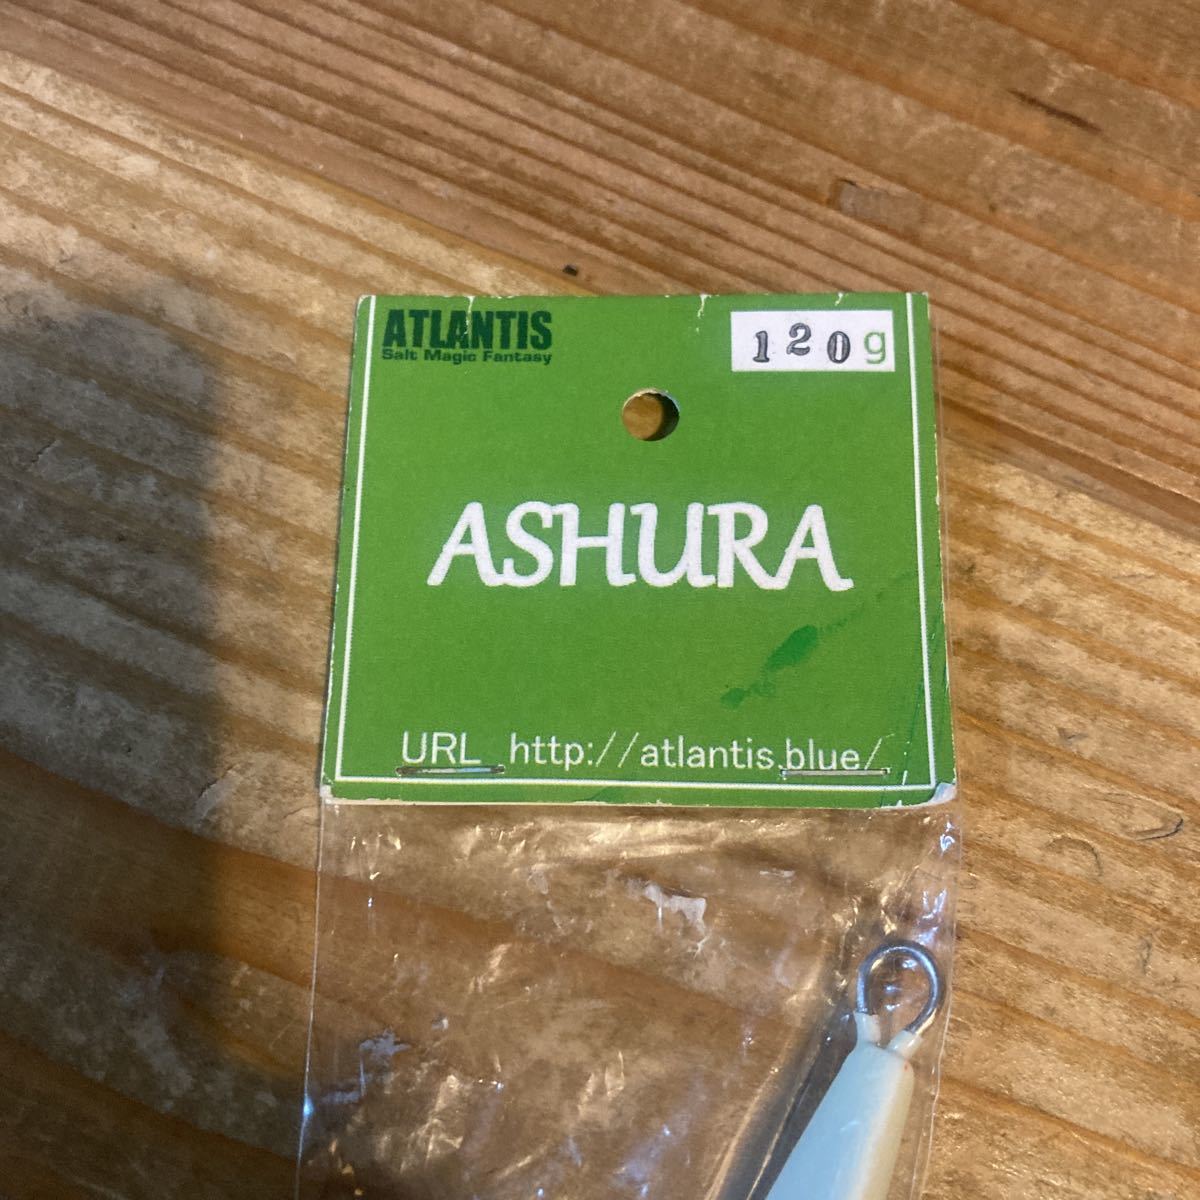 ATLANTIS
Salt Magic Fantasy
120g
ASHURA
URL http://atlantis.blue/